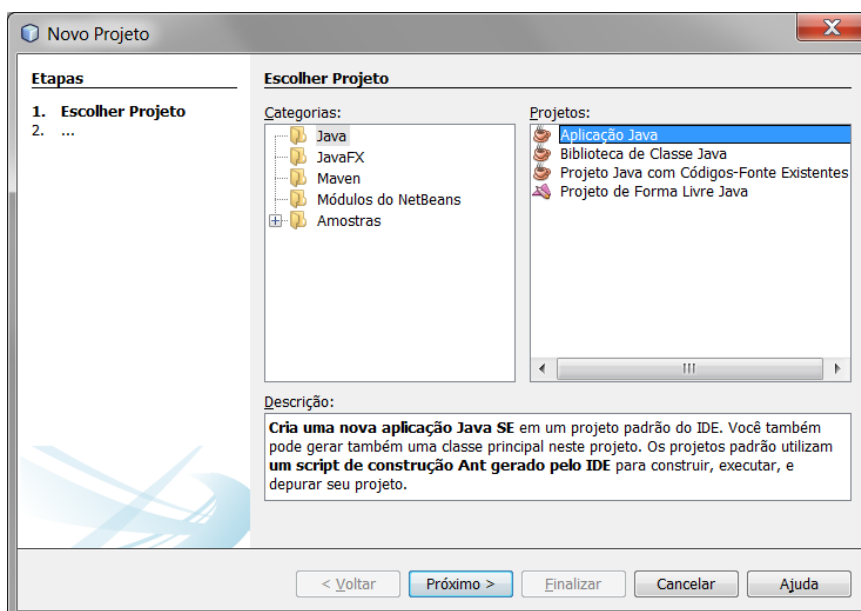 Novo Projeto
Etapas
1. Escolher Projeto
2. ...
Escolher Projeto
Categorias:
Java
JavaFX
Maven
Módulos do NetBeans
Amostras
Projetos:
Aplicação Java
Biblioteca de Classe Java
Projeto Java com Códigos-Fonte Existentes
Projeto de Forma Livre Java
Descrição:
Cria uma nova aplicação Java SE em um projeto padrão do IDE. Você também
pode gerar também uma classe principal neste projeto. Os projetos padrão utilizam
um script de construção Ant gerado pelo IDE para construir, executar, e
depurar seu projeto.
< Voltar
Próximo >
Finalizar
Cancelar
Ajuda